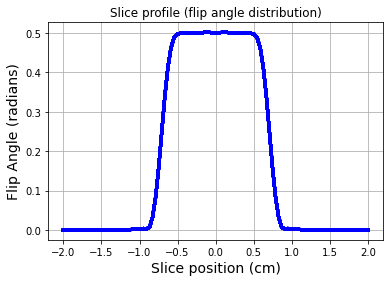 Slice profile (flip angle distribution)
Flip Angle (radians)
0.5
0.4
0.3
0.2
0.1
0.0
−2.0 −1.5 −1.0 −0.5 0.0 0.5 1.0 1.5 2.0
Slice position (cm)